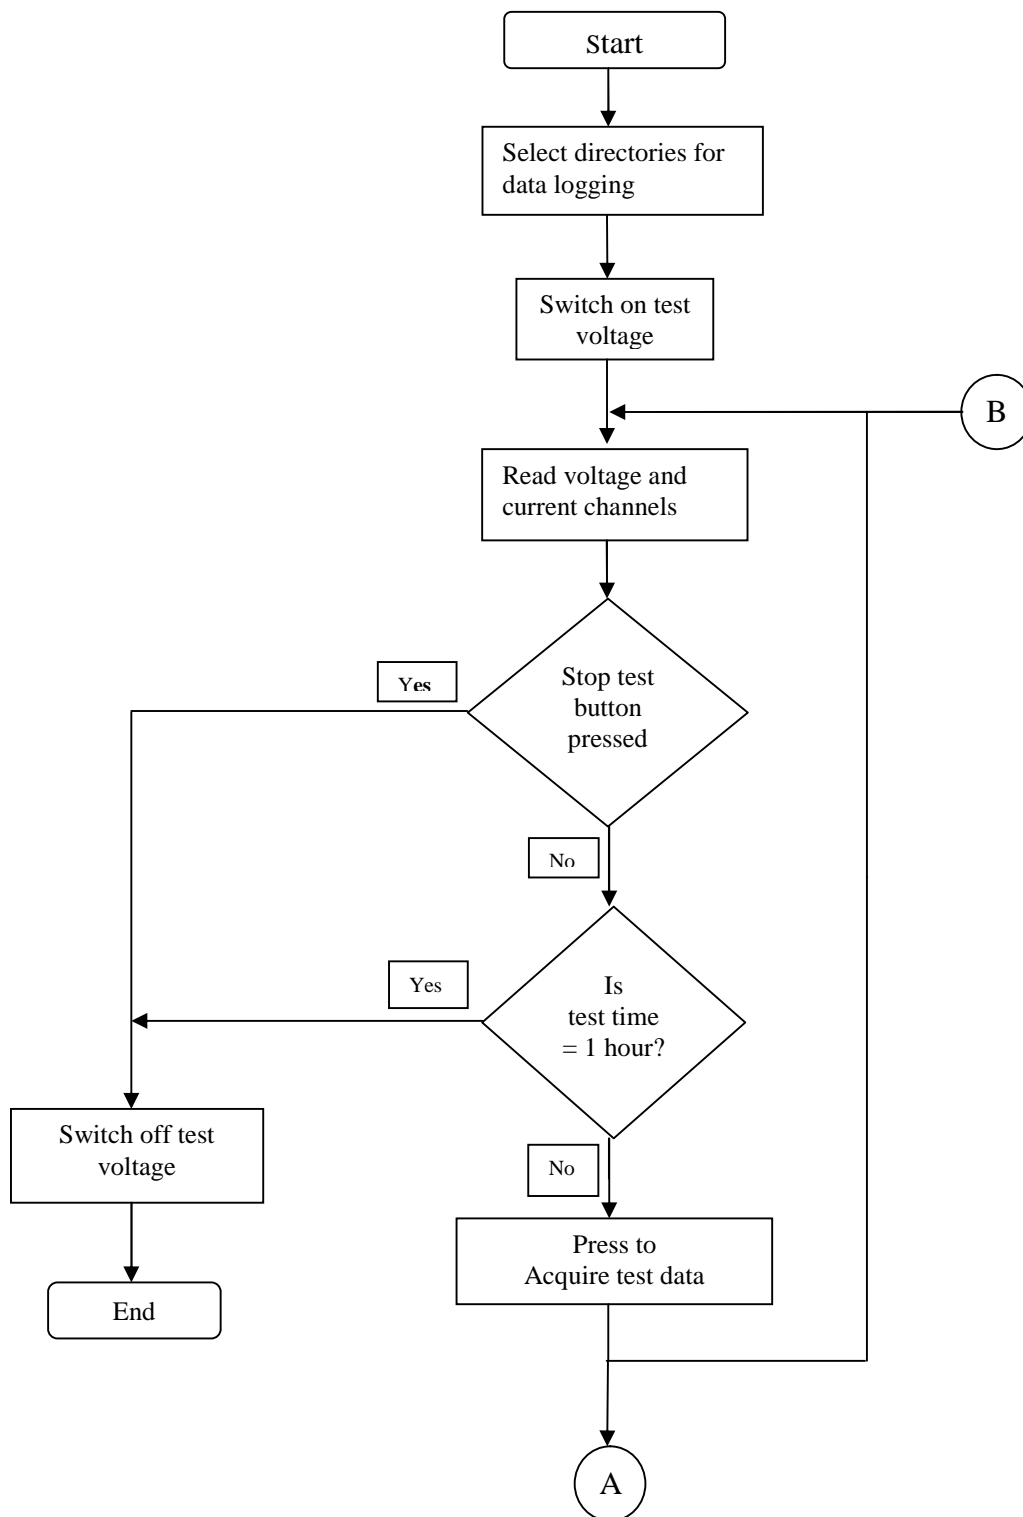 Start
Select directories for
data logging
Switch on test
voltage
B
Read voltage and
current channels
Yes
Stop test
button
pressed
No
Yes
Is
test time
= 1 hour?
Switch off test
voltage
No
Press to
Acquire test data
End
A